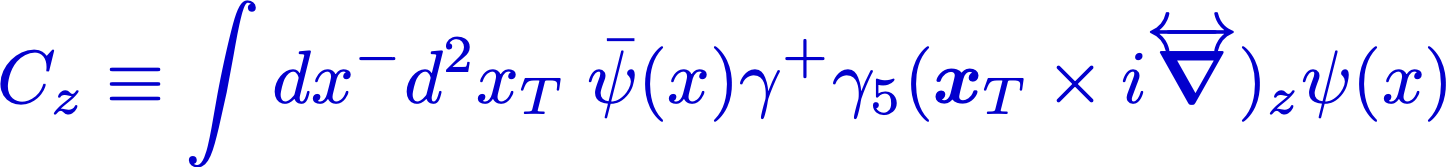 $C_z \equiv \int dx^- d^2x_T \ \bar{\psi}(x)\gamma^+\gamma_5(\boldsymbol{x}_T \times i\overleftrightarrow{\boldsymbol{\nabla}})_z\psi(x)$